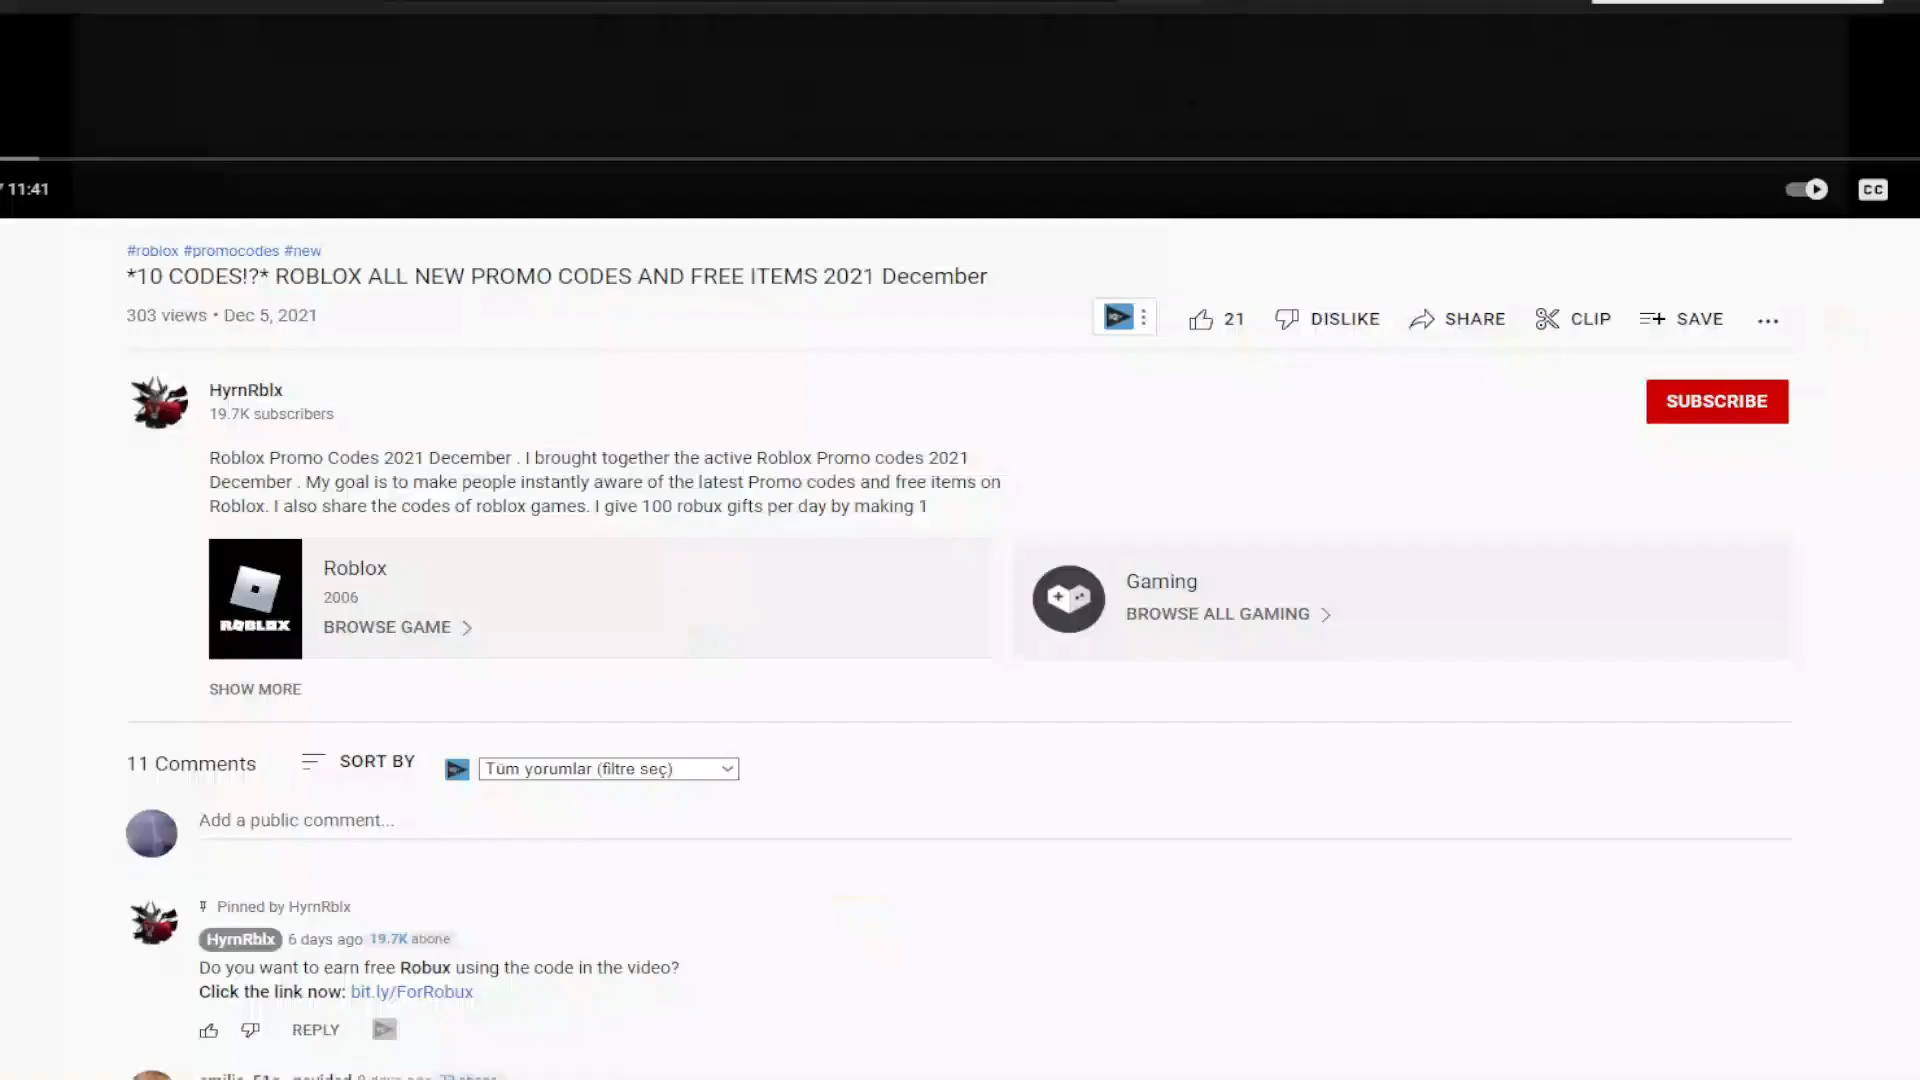 / 11:41
CC
#roblox #promocodes #new
*10 CODES!?* ROBLOX ALL NEW PROMO CODES AND FREE ITEMS 2021 December
303 views • Dec 5, 2021
21 DISLIKE SHARE CLIP SAVE ...
HyrnRblx
19.7K subscribers
SUBSCRIBE
Roblox Promo Codes 2021 December . I brought together the active Roblox Promo codes 2021
December . My goal is to make people instantly aware of the latest Promo codes and free items on
Roblox. I also share the codes of roblox games. I give 100 robux gifts per day by making 1
ROBLOX
Roblox
2006
BROWSE GAME
Gaming
BROWSE ALL GAMING
SHOW MORE
11 Comments SORT BY Tüm yorumlar (filtre seç)
Add a public comment...
Pinned by HyrnRblx
HyrnRblx 6 days ago 19.7K abone
Do you want to earn free Robux using the code in the video?
Click the link now: bit.ly/ForRobux
REPLY